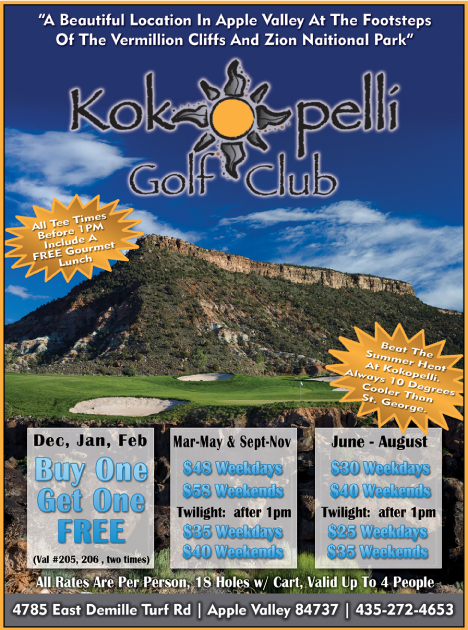 "A Beautiful Location In Apple Valley At The Footsteps
Of The Vermillion Cliffs And Zion Naitional Park"
Kokopelli
Golf Club
All Tee Times
Before 1PM
Include A
FREE Gourmet
Lunch
Beat The
Summer Heat
At Kokopelli.
Always 10 Degrees
Cooler Than
St. George.
Dec, Jan, Feb
Buy One
Get One
FREE
(Val #205, 206 , two times)
Mar-May & Sept-Nov
$48 Weekdays
$58 Weekends
Twilight: after 1pm
$35 Weekdays
$40 Weekends
June - August
$30 Weekdays
$40 Weekends
Twilight: after 1pm
$25 Weekdays
$35 Weekends
All Rates Are Per Person, 18 Holes w/ Cart, Valid Up To 4 People
4785 East Demille Turf Rd | Apple Valley 84737 | 435-272-4653